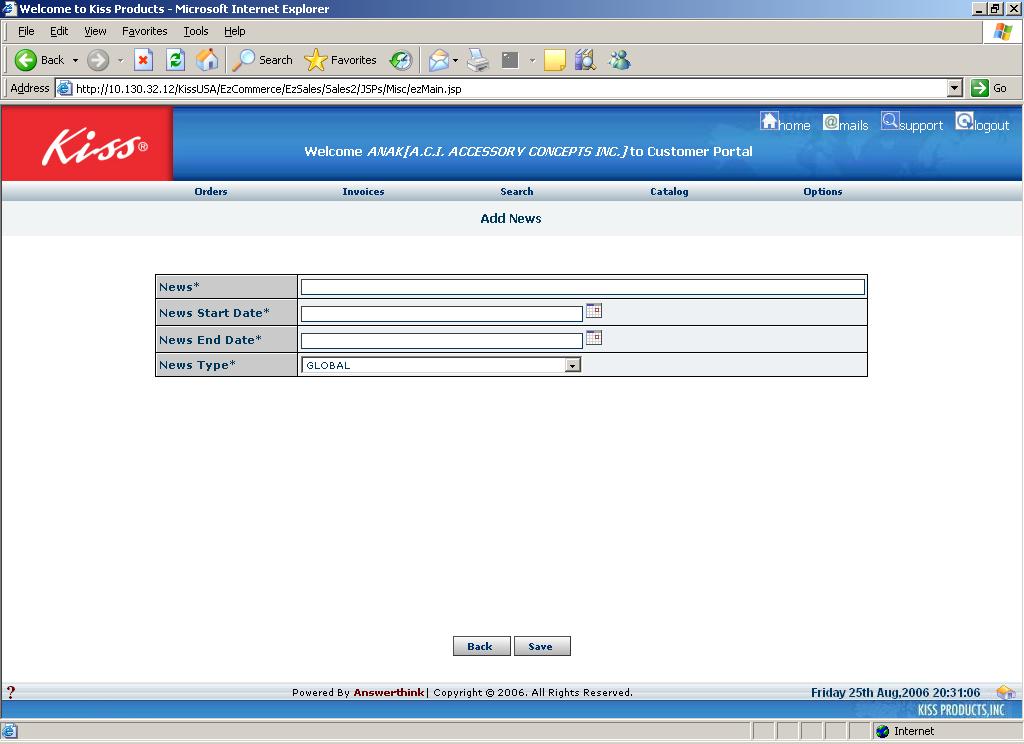 Welcome to Kiss Products - Microsoft Internet Explorer
File Edit View Favorites Tools Help
Back Search Favorites
Address http://10.130.32.12/KissUSA/EzCommerce/EzSales/Sales2/JSPs/Misc/ezMain.jsp Go
Kiss®
home @mails support logout
Welcome ANAK[A.C.I. ACCESSORY CONCEPTS INC.] to Customer Portal
Orders Invoices Search Catalog Options
Add News
News*
News Start Date*
News End Date*
News Type* GLOBAL
Back Save
? Powered By Answerthink | Copyright © 2006. All Rights Reserved. Friday 25th Aug,2006 20:31:06
KISS PRODUCTS,INC
Internet